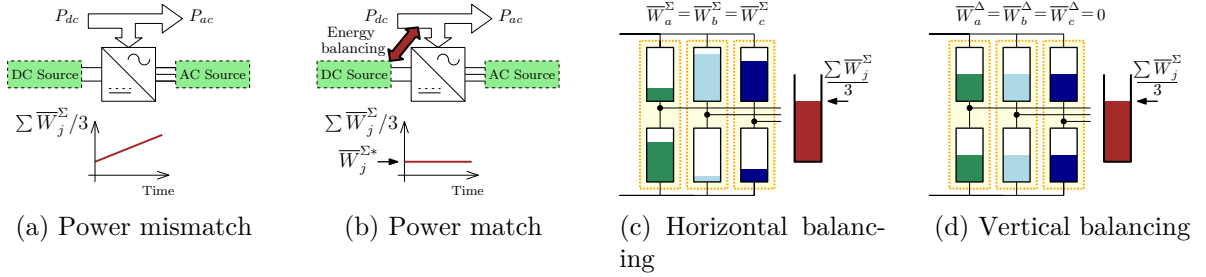 P_dc P_ac
DC Source AC Source
∑ W̅_j^Σ/3
Time
(a) Power mismatch
P_dc P_ac
Energy
balancing
DC Source AC Source
∑ W̅_j^Σ/3
W̅_j^Σ*
Time
(b) Power match
W̅_a^Σ = W̅_b^Σ = W̅_c^Σ
∑ W̅_j^Σ
3
(c) Horizontal balanc-
ing
W̅_a^Δ = W̅_b^Δ = W̅_c^Δ = 0
∑ W̅_j^Σ
3
(d) Vertical balancing